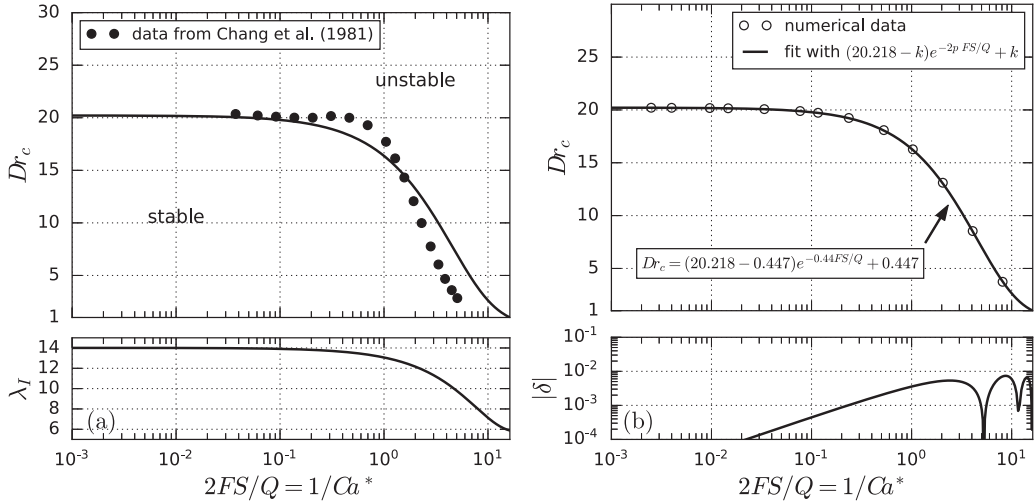 data from Chang et al. (1981)
unstable
stable
30
25
20
15
10
5
1
Dr_c
14
12
10
8
6
λ_I
(a)
10^{-3} 10^{-2} 10^{-1} 10^0 10^1
2FS/Q = 1/Ca^*
numerical data
fit with (20.218 − k)e^{−2p FS/Q} + k
25
20
15
10
5
1
Dr_c
Dr_c = (20.218 − 0.447)e^{−0.44FS/Q} + 0.447
10^{-1}
10^{-2}
10^{-3}
10^{-4}
|δ|
(b)
10^{-3} 10^{-2} 10^{-1} 10^0 10^1
2FS/Q = 1/Ca^*